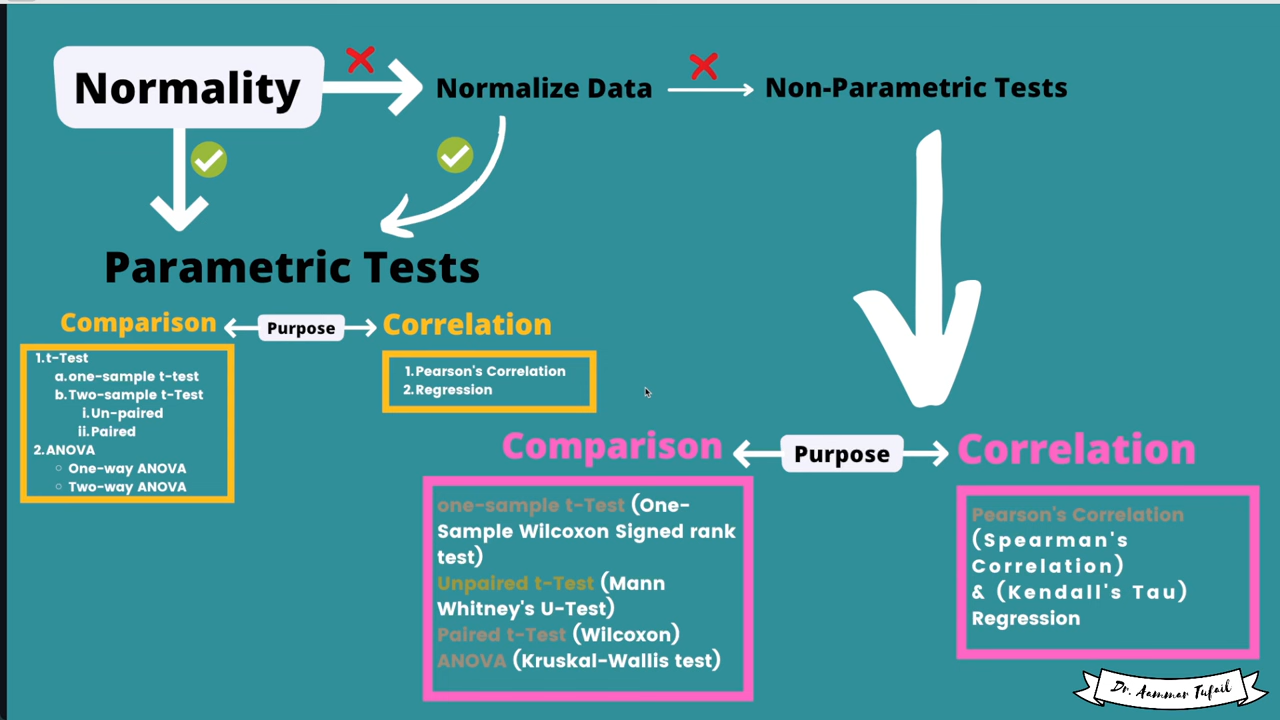 Normality
Normalize Data
Non-Parametric Tests
Parametric Tests
Comparison
Purpose
Correlation
1.t-Test
a.one-sample t-test
b.Two-sample t-Test
i.Un-paired
ii.Paired
2.ANOVA
○ One-way ANOVA
○ Two-way ANOVA
1.Pearson's Correlation
2.Regression
Comparison
Purpose
Correlation
one-sample t-Test (One-
Sample Wilcoxon Signed rank
test)
Unpaired t-Test (Mann
Whitney's U-Test)
Paired t-Test (Wilcoxon)
ANOVA (Kruskal-Wallis test)
Pearson's Correlation
(Spearman's
Correlation)
& (Kendall's Tau)
Regression
Dr. Aammar Tufail